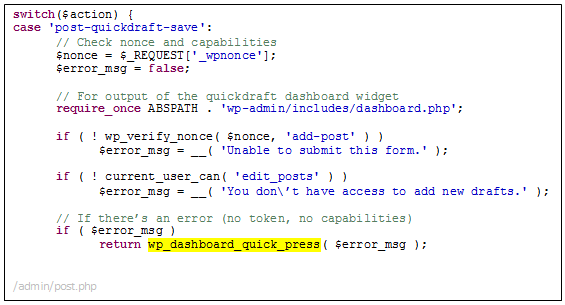 switch($action) {
case 'post-quickdraft-save':
// Check nonce and capabilities
$nonce = $_REQUEST['_wpnonce'];
$error_msg = false;
// For output of the quickdraft dashboard widget
require_once ABSPATH . 'wp-admin/includes/dashboard.php';
if ( ! wp_verify_nonce( $nonce, 'add-post' ) )
$error_msg = __( 'Unable to submit this form.' );
if ( ! current_user_can( 'edit_posts' ) )
$error_msg = __( 'You don\’t have access to add new drafts.' );
// If there’s an error (no token, no capabilities)
if ( $error_msg )
return wp_dashboard_quick_press( $error_msg );
/admin/post.php